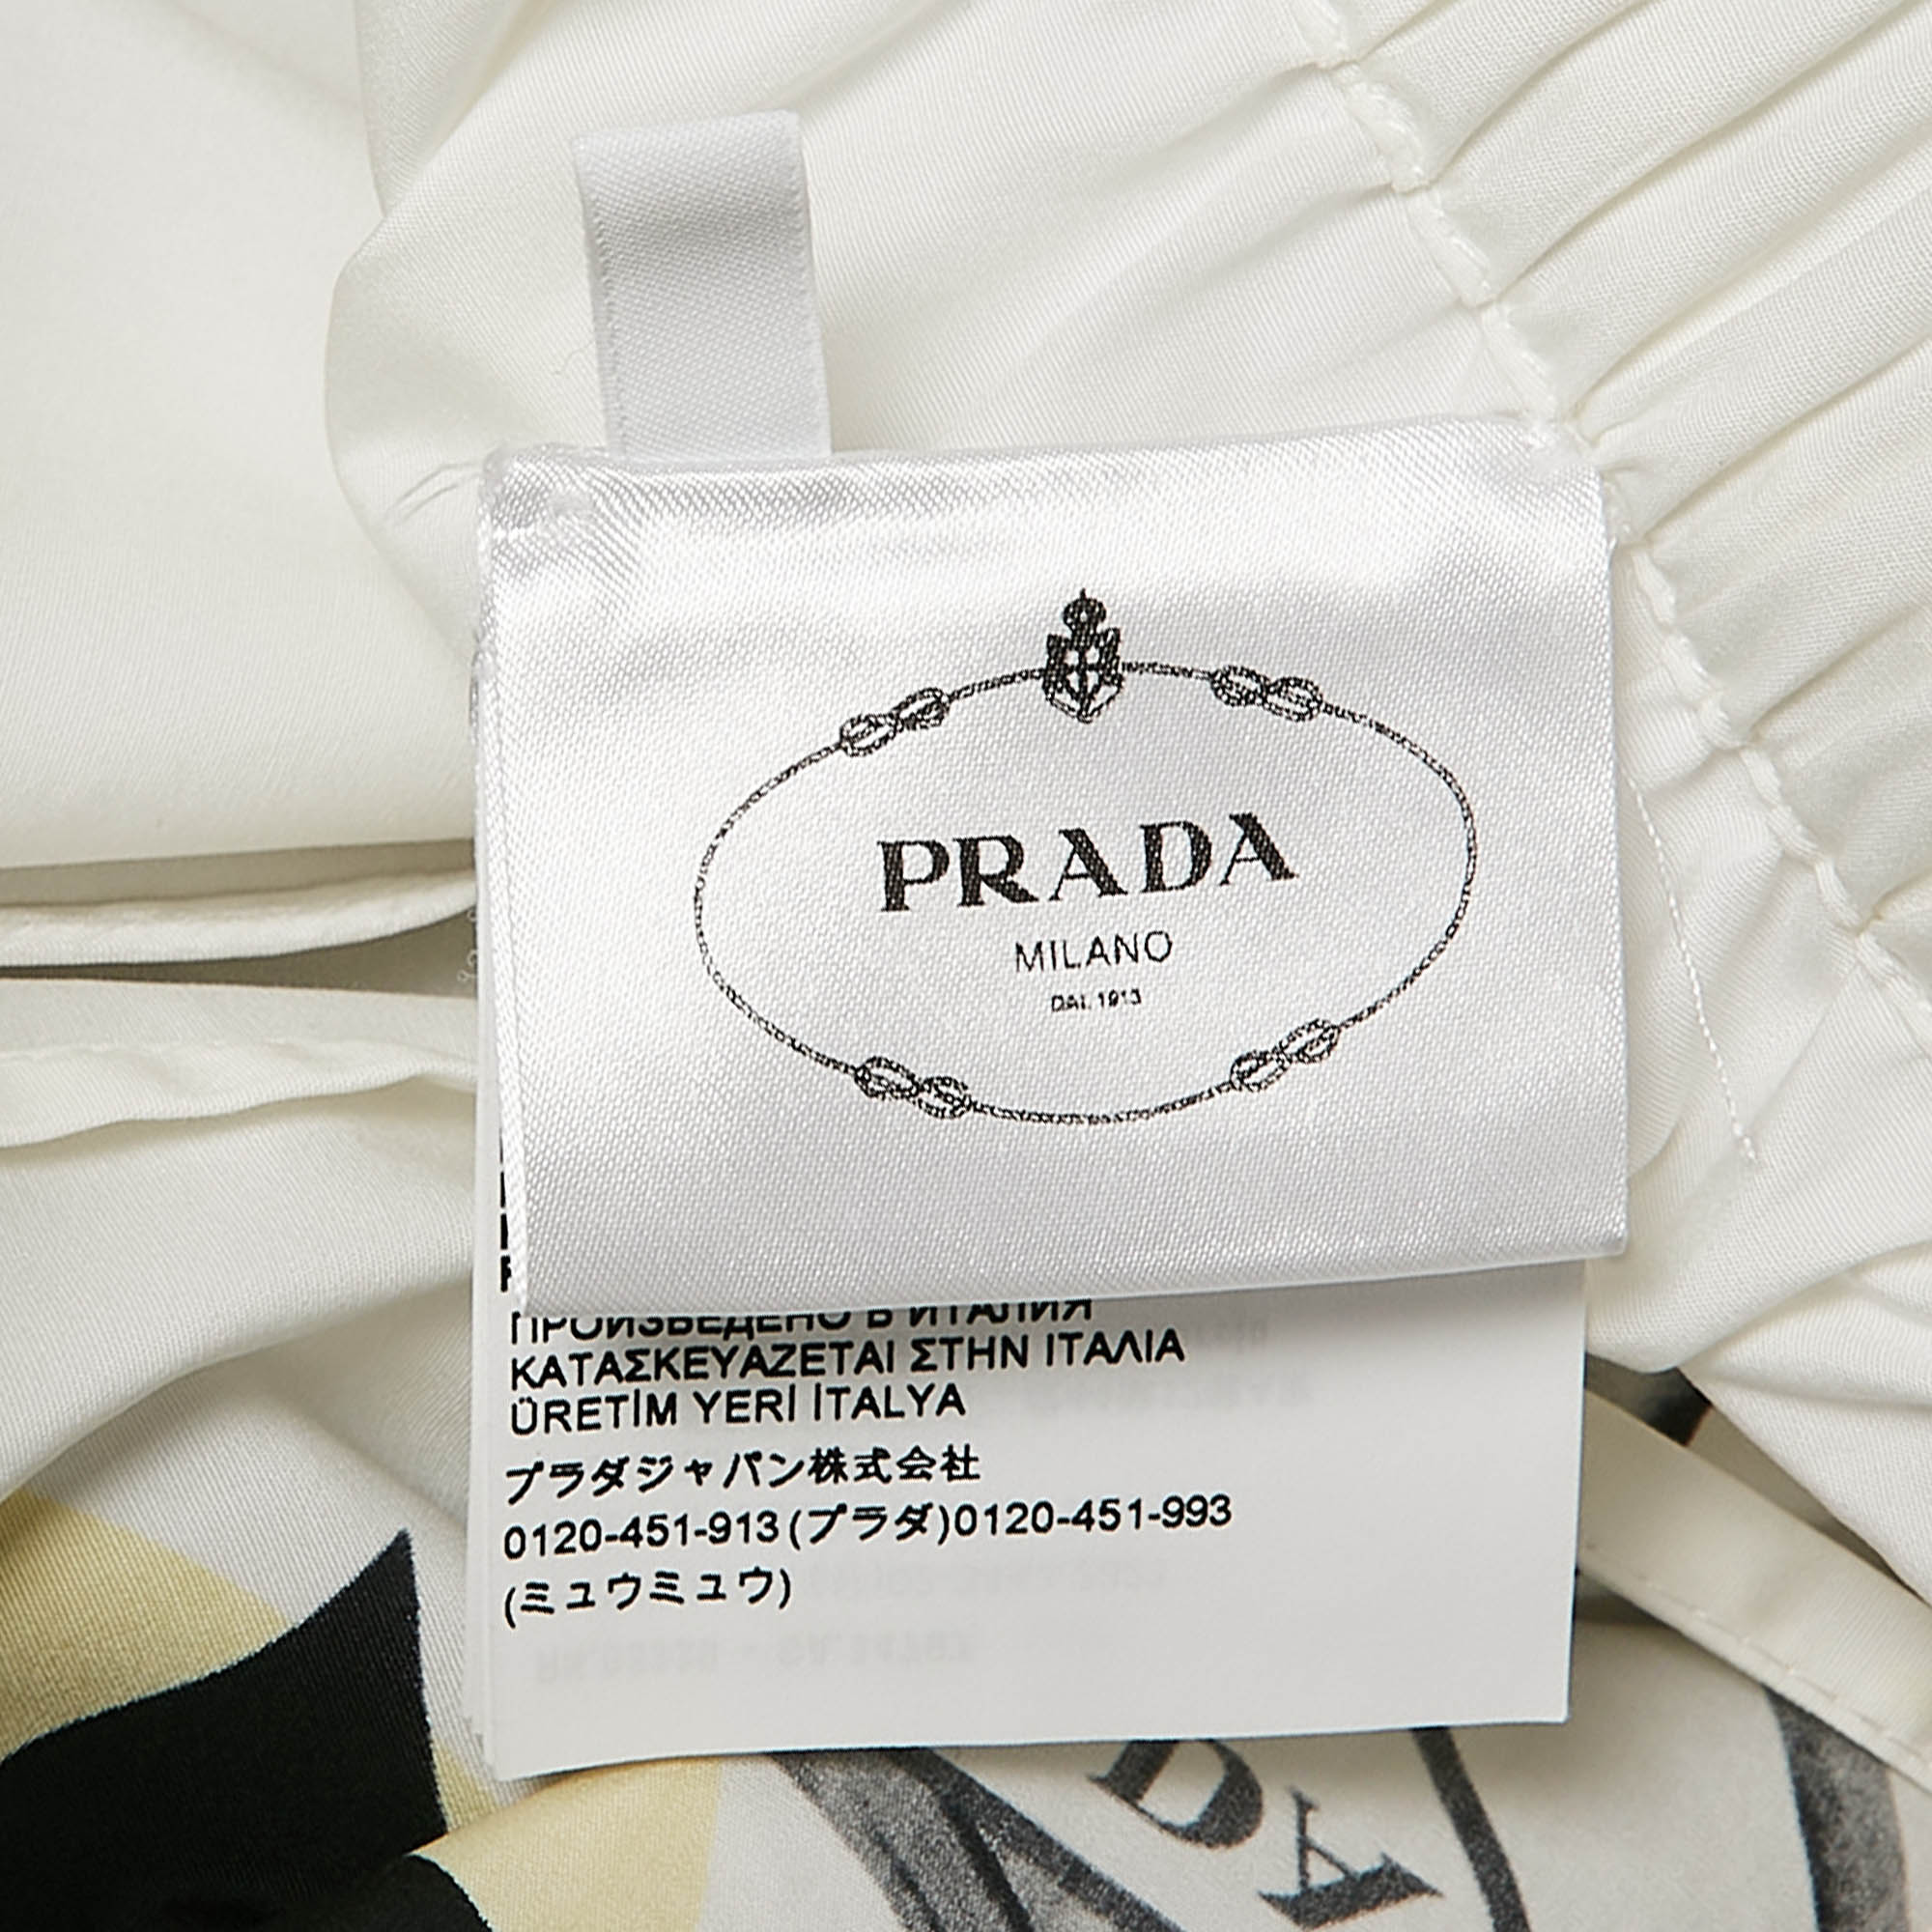 PRADA
MILANO
DAL 1913
ПРОИЗВЕДЕНО В ИТАЛИЯ
ΚΑΤΑΣΚΕΥΑΖΕΤΑΙ ΣΤΗΝ ΙΤΑΛΙΑ
ÜRETİM YERİ İTALYA
プラダジャパン株式会社
0120-451-913(プラダ)0120-451-993
(ミュウミュウ)
DA